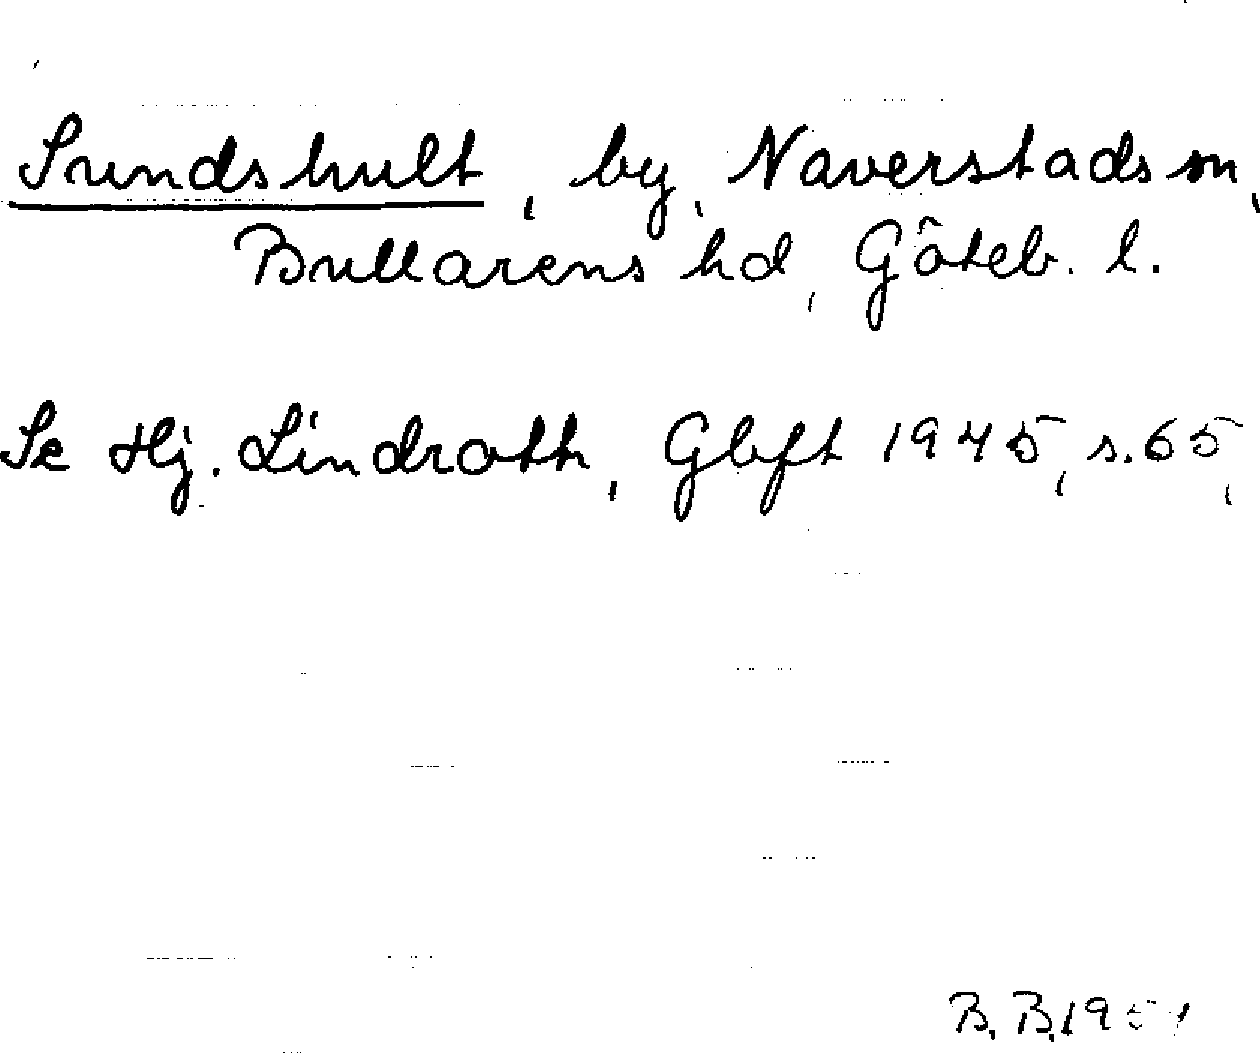 Sundshult, by, Naverstads sn,
Bullarens hd, Göteb. l.
Se Hj. Lindroth, Gbft 1945, s. 65,
B. B. 1951